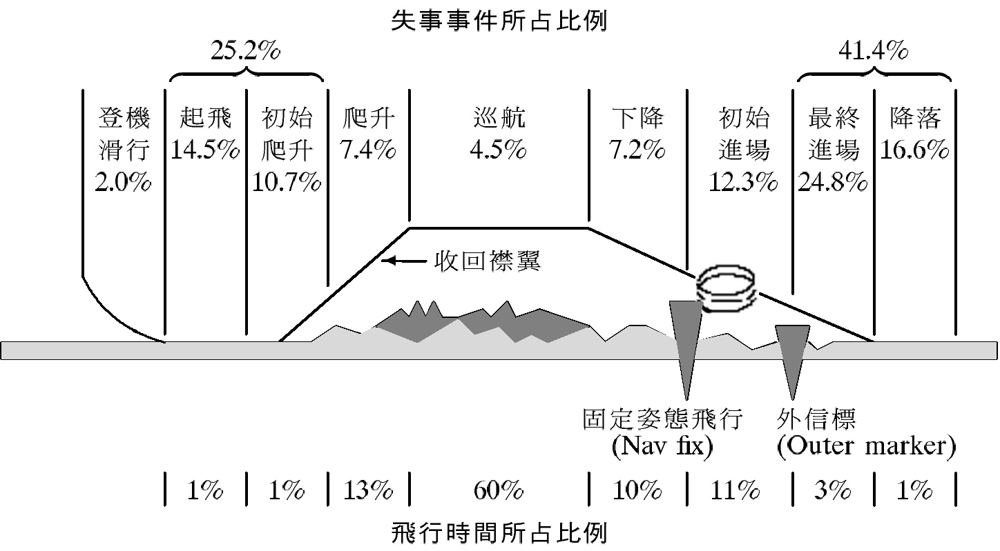 失事事件所占比例
25.2%
41.4%
登機
滑行
2.0%
起飛
14.5%
初始
爬升
10.7%
爬升
7.4%
巡航
4.5%
下降
7.2%
初始
進場
12.3%
最終
進場
24.8%
降落
16.6%
收回襟翼
固定姿態飛行
(Nav fix)
外信標
(Outer marker)
1%
1%
13%
60%
10%
11%
3%
1%
飛行時間所占比例